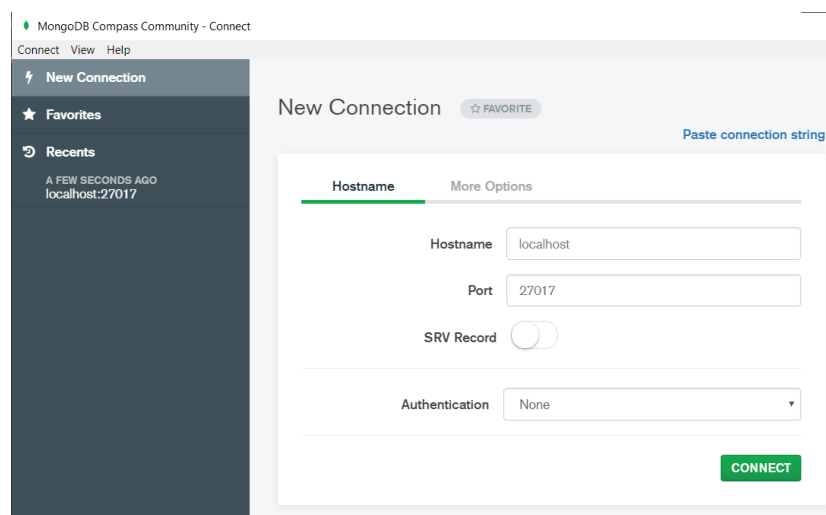 MongoDB Compass Community - Connect
Connect View Help
New Connection
Favorites
Recents
A FEW SECONDS AGO
localhost:27017
New Connection
FAVORITE
Paste connection string
Hostname More Options
Hostname localhost
Port 27017
SRV Record
Authentication None
CONNECT